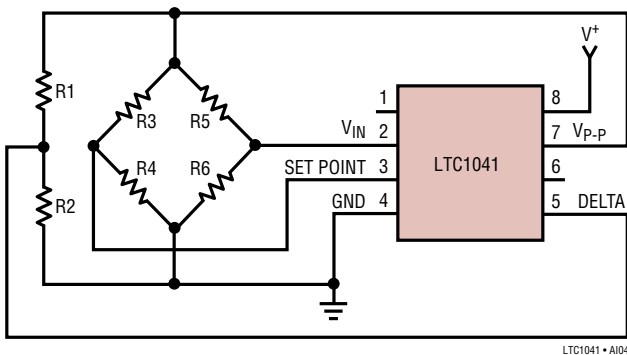 V+
R1
R3
R5
1
8
VIN 2
7 VP-P
R4
R6
SET POINT 3
LTC1041
6
R2
GND 4
5 DELTA
LTC1041 • AI04